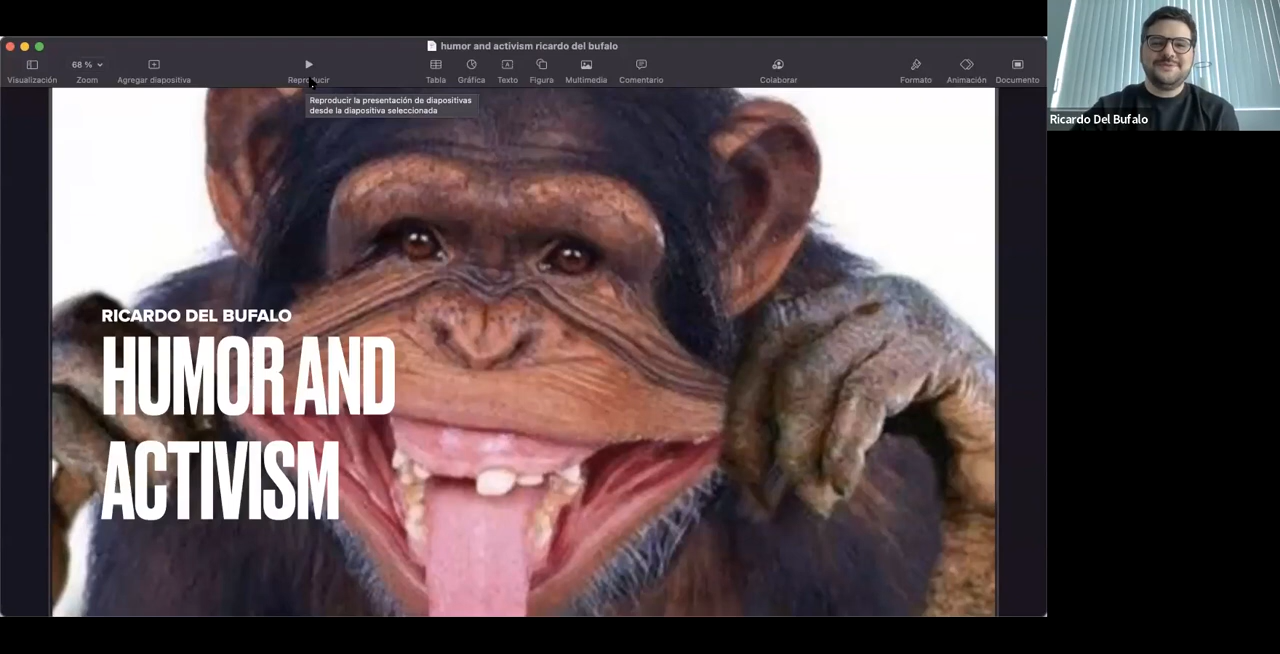 humor and activism ricardo del bufalo
68 %
Visualización
Zoom
Agregar diapositiva
Reproducir
Tabla
Gráfica
Texto
Figura
Multimedia
Comentario
Colaborar
Formato
Animación
Documento
Reproducir la presentación de diapositivas
desde la diapositiva seleccionada
RICARDO DEL BUFALO
HUMOR AND
ACTIVISM
Ricardo Del Bufalo